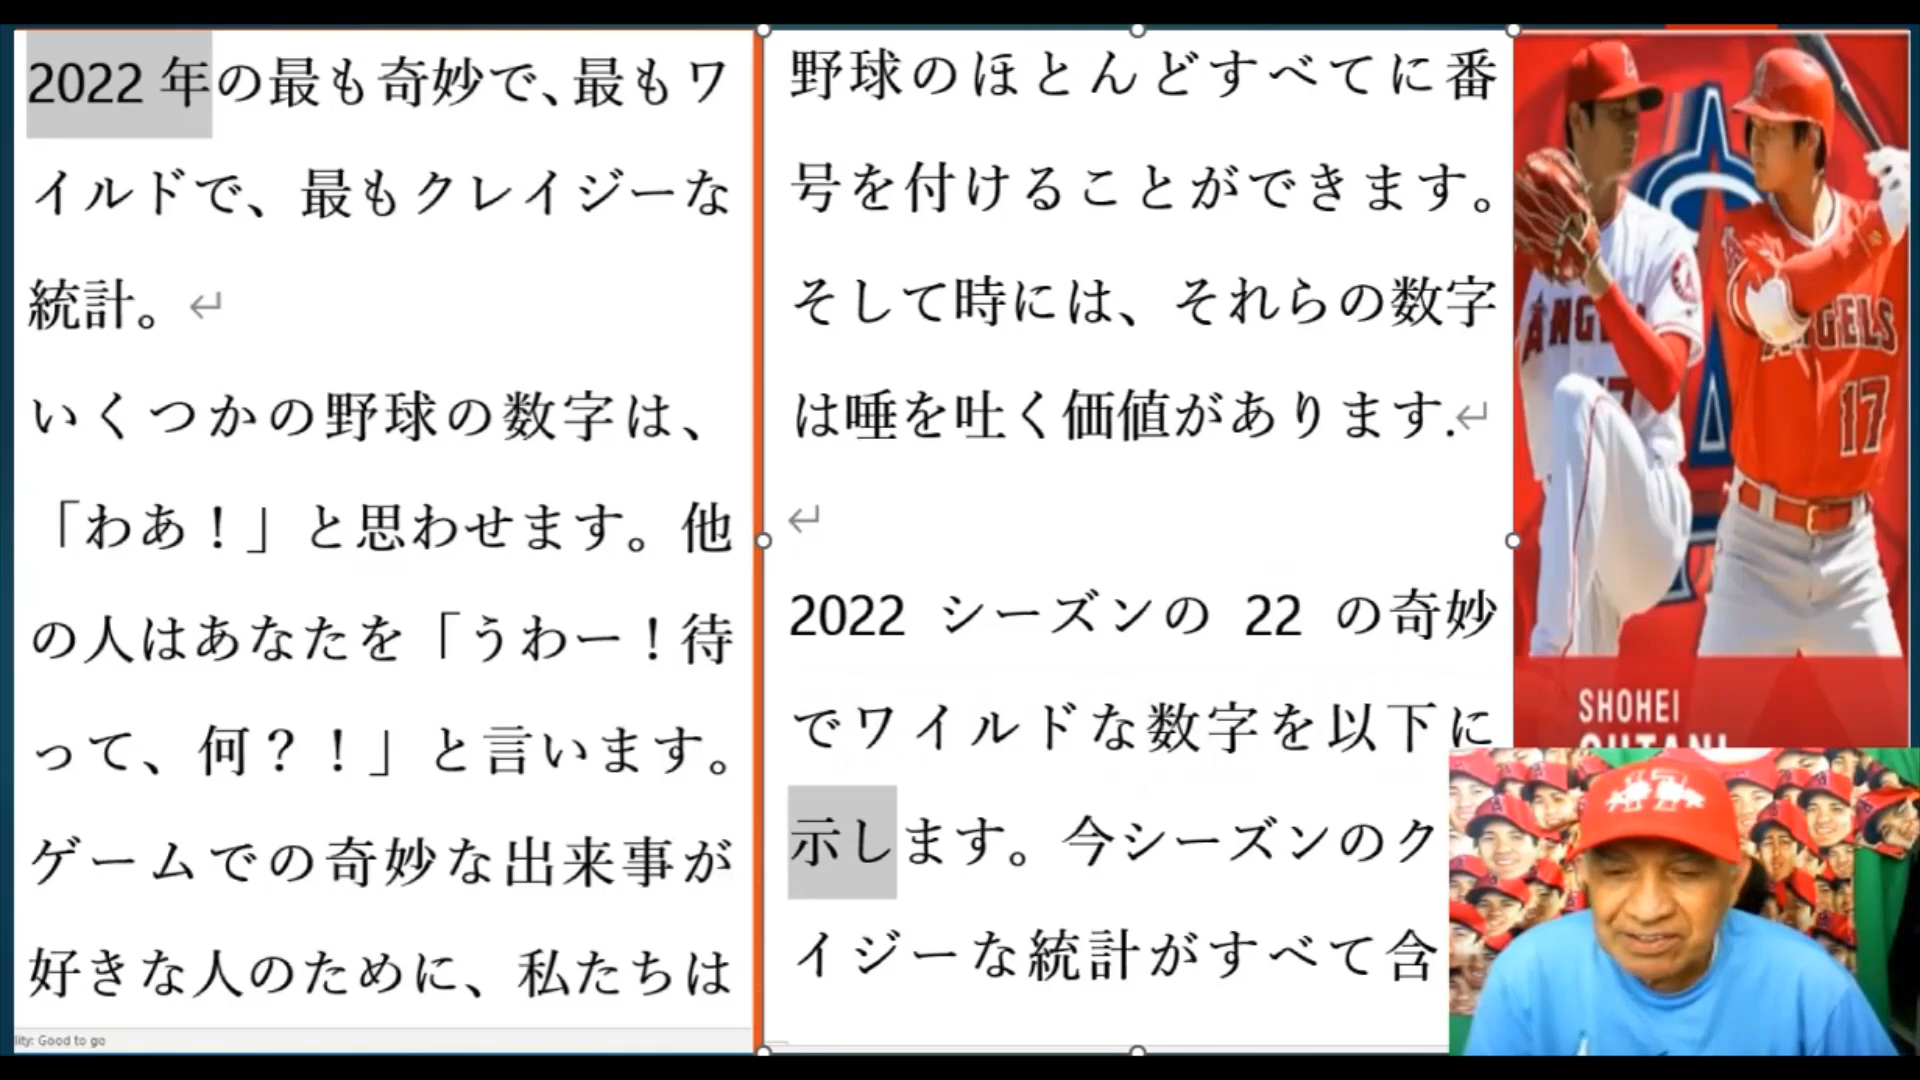 2022 年の最も奇妙で、最もワ
イルドで、最もクレイジーな
統計。
いくつかの野球の数字は、
「わあ！」と思わせます。他
の人はあなたを「うわー！待
って、何？！」と言います。
ゲームでの奇妙な出来事が
好きな人のために、私たちは
lity: Good to go
野球のほとんどすべてに番
号を付けることができます。
そして時には、それらの数字
は唾を吐く価値があります.
2022 シーズンの 22 の奇妙
でワイルドな数字を以下に
示します。今シーズンのク
イジーな統計がすべて含
ANGELS
17
SHOHEI